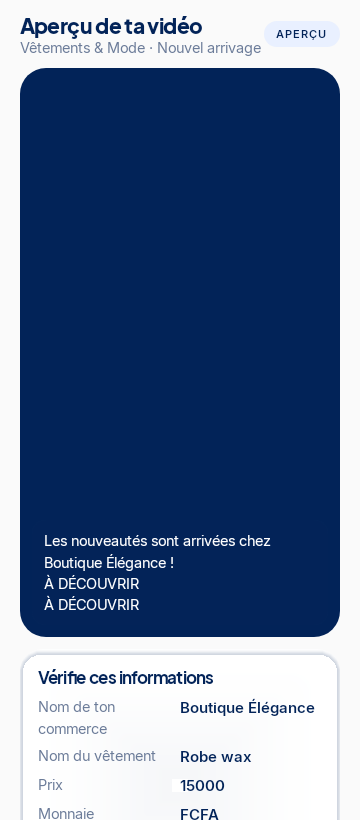 Aperçu de ta vidéo
Vêtements & Mode · Nouvel arrivage
APERÇU
Les nouveautés sont arrivées chez
Boutique Élégance !
À DÉCOUVRIR
À DÉCOUVRIR
Vérifie ces informations
Nom de ton
commerce
Boutique Élégance
Nom du vêtement Robe wax
Prix 15000
Monnaie FCFA